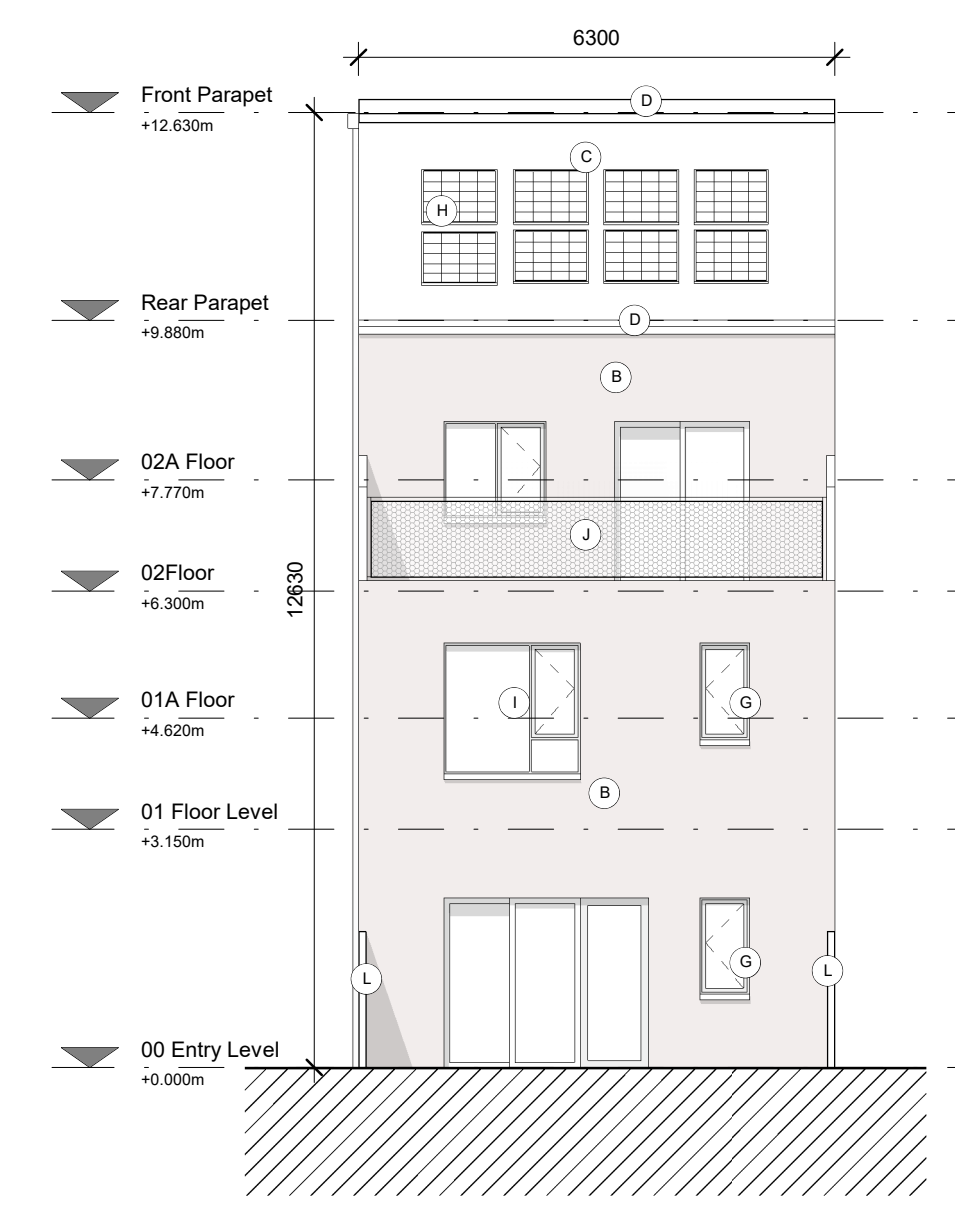 6300
Front Parapet
+12.630m
D
C
H
Rear Parapet
+9.880m
D
B
02A Floor
+7.770m
J
02Floor
+6.300m
12630
01A Floor
+4.620m
I
G
B
01 Floor Level
+3.150m
G
L
L
00 Entry Level
+0.000m